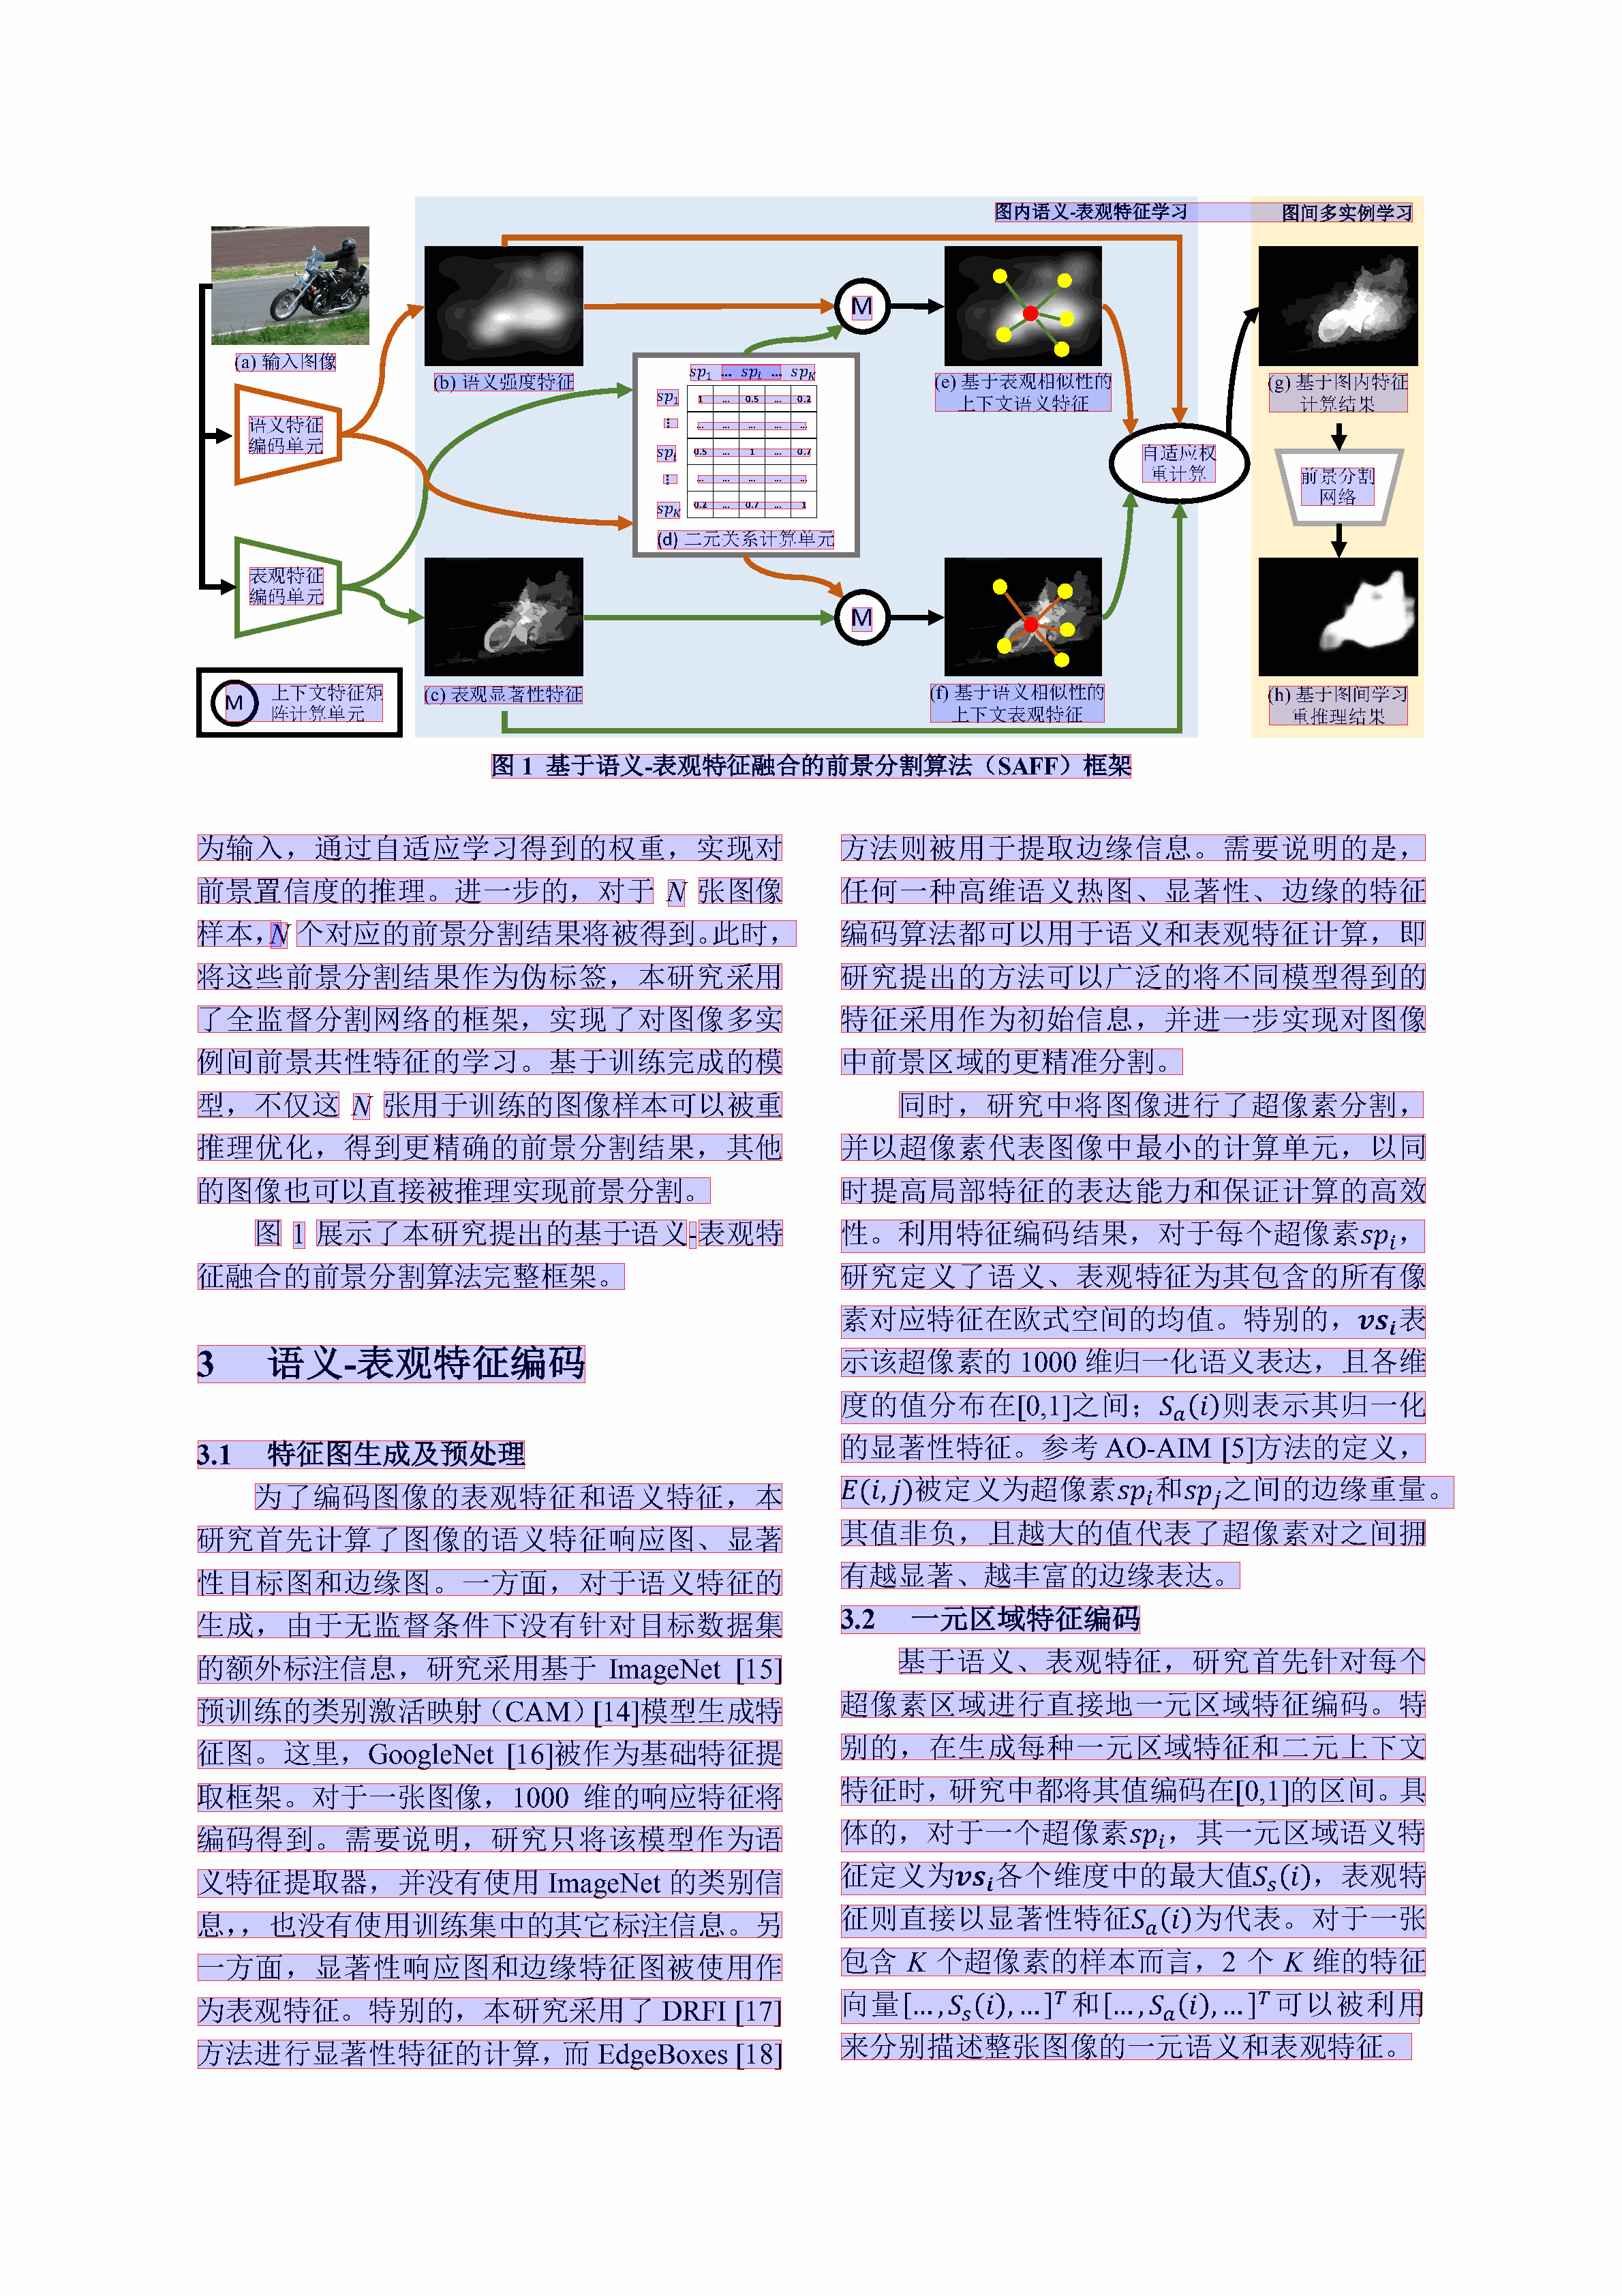 图内语义-表观特征学习
图间多实例学习
(a) 输入图像
语义特征
编码单元
表观特征
编码单元
M 上下文特征矩
阵计算单元
(b) 语义强度特征
(c) 表观显著性特征
M
sp₁ … spᵢ … spK
sp₁ 1 … 0.5 … 0.2
⋮ … … … … …
spᵢ 0.5 … 1 … 0.7
⋮ … … … … …
spK 0.2 … 0.7 … 1
(d) 二元关系计算单元
M
(e) 基于表观相似性的
上下文语义特征
(f) 基于语义相似性的
上下文表观特征
自适应权
重计算
(g) 基于图内特征
计算结果
前景分割
网络
(h) 基于图间学习
重推理结果
图 1 基于语义-表观特征融合的前景分割算法（SAFF）框架
为输入，通过自适应学习得到的权重，实现对
前景置信度的推理。进一步的，对于 N 张图像
样本，N 个对应的前景分割结果将被得到。此时，
将这些前景分割结果作为伪标签，本研究采用
了全监督分割网络的框架，实现了对图像多实
例间前景共性特征的学习。基于训练完成的模
型，不仅这 N 张用于训练的图像样本可以被重
推理优化，得到更精确的前景分割结果，其他
的图像也可以直接被推理实现前景分割。
图 1 展示了本研究提出的基于语义-表观特
征融合的前景分割算法完整框架。
3 语义-表观特征编码
3.1 特征图生成及预处理
为了编码图像的表观特征和语义特征，本
研究首先计算了图像的语义特征响应图、显著
性目标图和边缘图。一方面，对于语义特征的
生成，由于无监督条件下没有针对目标数据集
的额外标注信息，研究采用基于 ImageNet [15]
预训练的类别激活映射（CAM）[14]模型生成特
征图。这里，GoogleNet [16]被作为基础特征提
取框架。对于一张图像，1000 维的响应特征将
编码得到。需要说明，研究只将该模型作为语
义特征提取器，并没有使用 ImageNet 的类别信
息，，也没有使用训练集中的其它标注信息。另
一方面，显著性响应图和边缘特征图被使用作
为表观特征。特别的，本研究采用了 DRFI [17]
方法进行显著性特征的计算，而 EdgeBoxes [18]
方法则被用于提取边缘信息。需要说明的是，
任何一种高维语义热图、显著性、边缘的特征
编码算法都可以用于语义和表观特征计算，即
研究提出的方法可以广泛的将不同模型得到的
特征采用作为初始信息，并进一步实现对图像
中前景区域的更精准分割。
同时，研究中将图像进行了超像素分割，
并以超像素代表图像中最小的计算单元，以同
时提高局部特征的表达能力和保证计算的高效
性。利用特征编码结果，对于每个超像素spᵢ，
研究定义了语义、表观特征为其包含的所有像
素对应特征在欧式空间的均值。特别的，vsᵢ表
示该超像素的 1000 维归一化语义表达，且各维
度的值分布在[0,1]之间；Sₐ(i)则表示其归一化
的显著性特征。参考 AO-AIM [5]方法的定义，
E(i,j)被定义为超像素spᵢ和spⱼ之间的边缘重量。
其值非负，且越大的值代表了超像素对之间拥
有越显著、越丰富的边缘表达。
3.2 一元区域特征编码
基于语义、表观特征，研究首先针对每个
超像素区域进行直接地一元区域特征编码。特
别的，在生成每种一元区域特征和二元上下文
特征时，研究中都将其值编码在[0,1]的区间。具
体的，对于一个超像素spᵢ，其一元区域语义特
征定义为vsᵢ各个维度中的最大值Sₛ(i)，表观特
征则直接以显著性特征Sₐ(i)为代表。对于一张
包含 K 个超像素的样本而言，2 个 K 维的特征
向量[…,Sₛ(i),…]ᵀ和[…,Sₐ(i),…]ᵀ可以被利用
来分别描述整张图像的一元语义和表观特征。